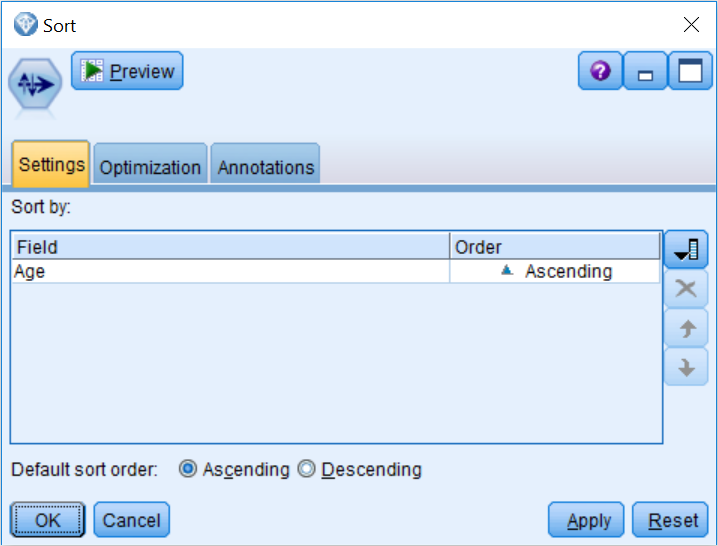 Sort
Preview
Settings Optimization Annotations
Sort by:
Field Order
Age Ascending
Default sort order: Ascending Descending
OK Cancel Apply Reset